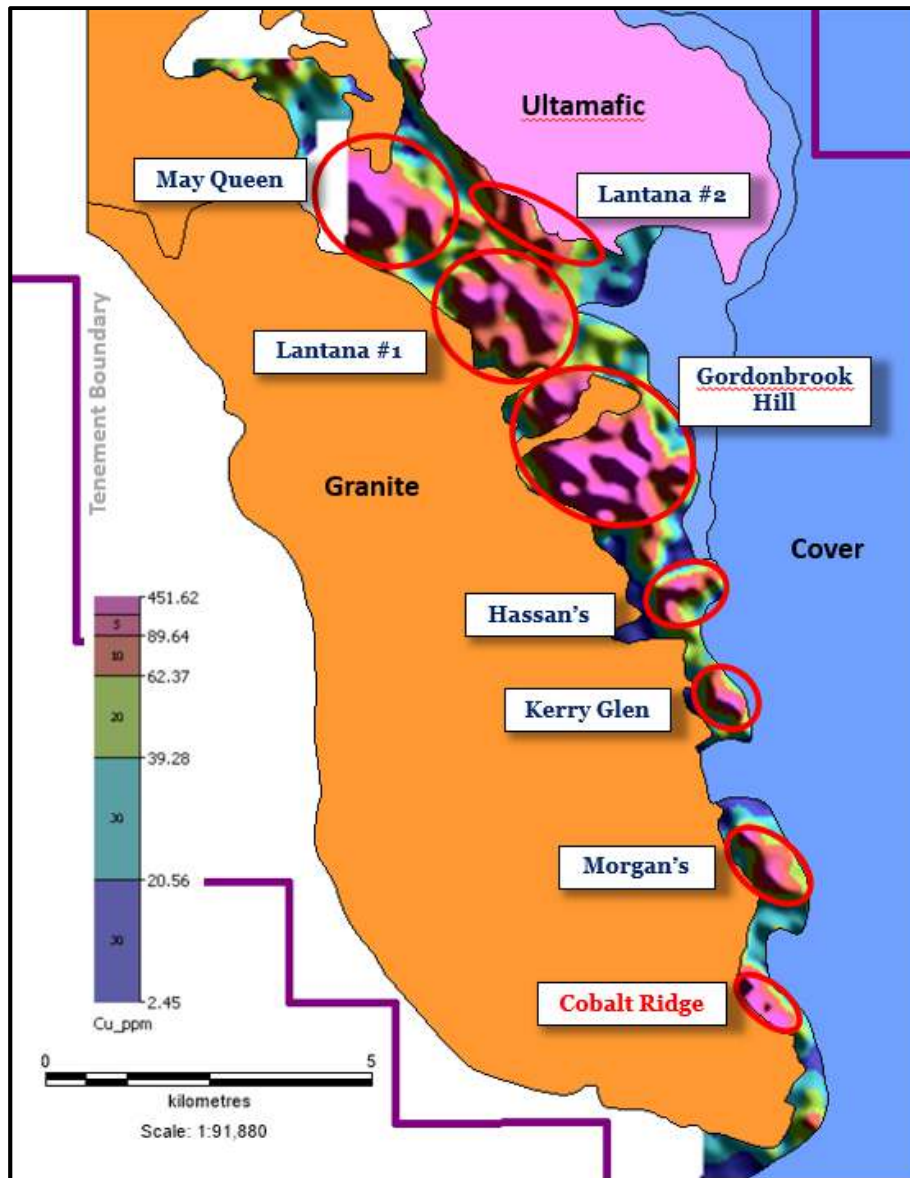 Ultamafic
May Queen
Lantana #2
Lantana #1
Gordonbrook
Hill
Tenement Boundary
Granite
Cover
Hassan's
Kerry Glen
Morgan's
Cobalt Ridge
451.62
5
89.64
10
62.37
20
39.28
30
20.56
30
2.45
Cu_ppm
0 5
kilometres
Scale: 1:91,880